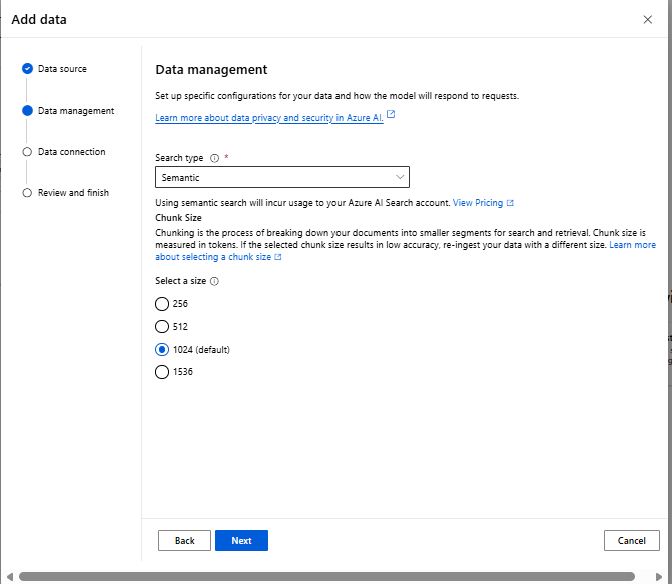 Add data
Data source
Data management
Data connection
Review and finish
Data management
Set up specific configurations for your data and how the model will respond to requests.
Learn more about data privacy and security in Azure AI.
Search type *
Semantic
Using semantic search will incur usage to your Azure AI Search account. View Pricing
Chunk Size
Chunking is the process of breaking down your documents into smaller segments for search and retrieval. Chunk size is
measured in tokens. If the selected chunk size results in low accuracy, re-ingest your data with a different size. Learn more
about selecting a chunk size
Select a size
256
512
1024 (default)
1536
Back
Next
Cancel